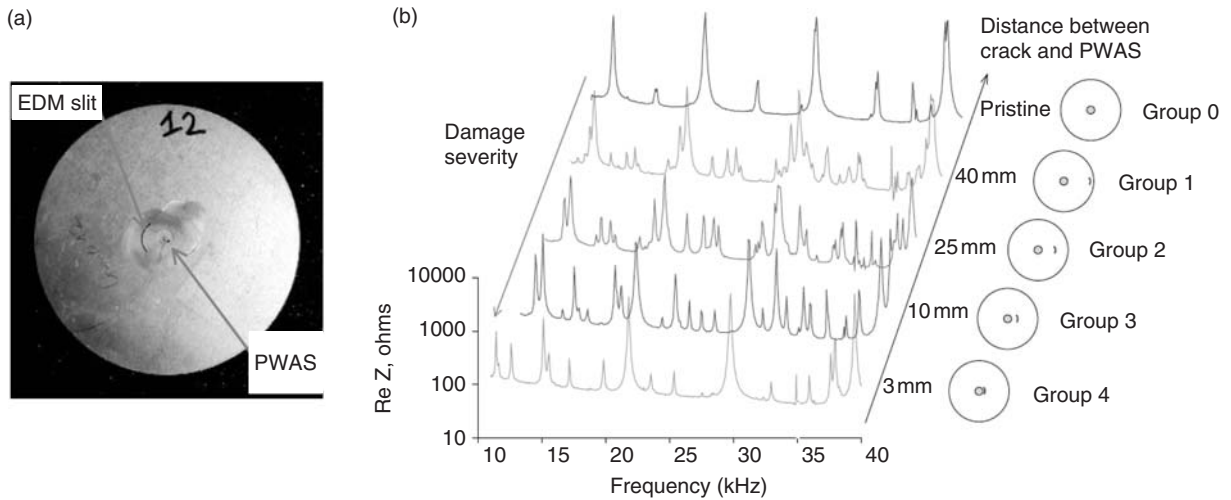 (a)
EDM slit
12
PWAS
(b)
Damage
severity
Distance between
crack and PWAS
Pristine
Group 0
40 mm
Group 1
25 mm
Group 2
10 mm
Group 3
3 mm
Group 4
Re Z, ohms
10000
1000
100
10
10 15 20 25 30 35 40
Frequency (kHz)